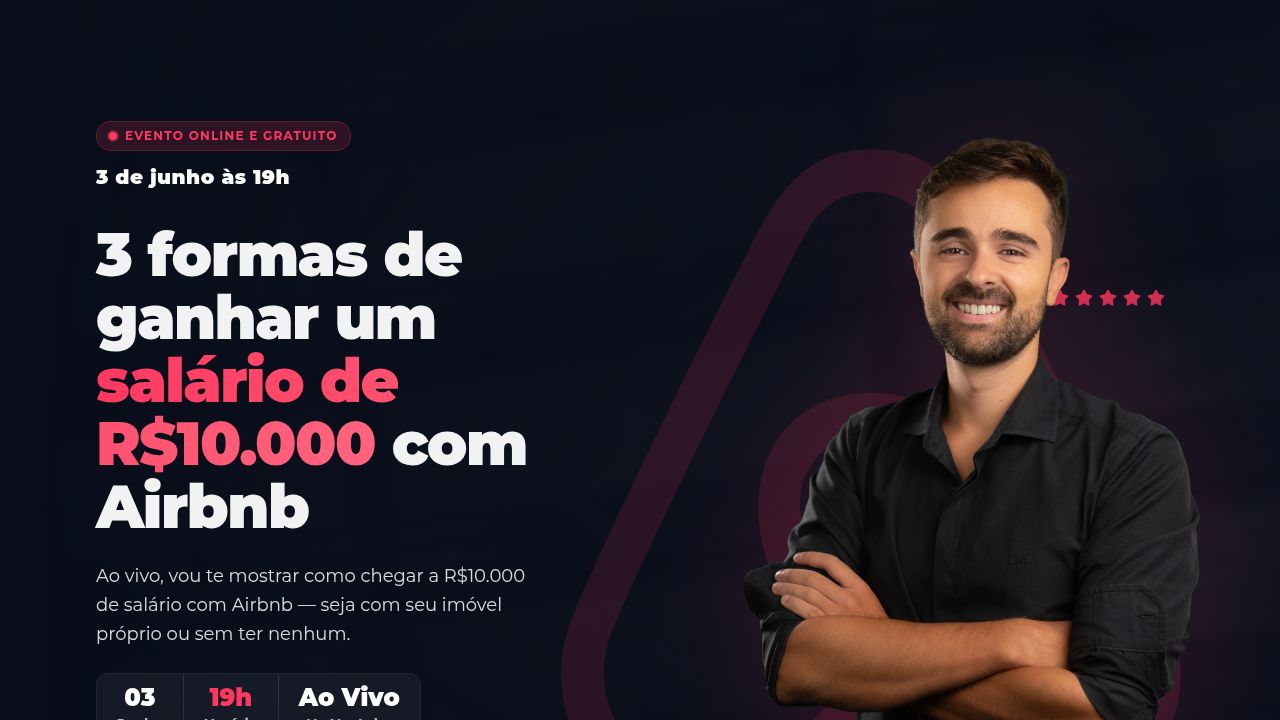 EVENTO ONLINE E GRATUITO
3 de junho às 19h
3 formas de
ganhar um
salário de
R$10.000 com
Airbnb
Ao vivo, vou te mostrar como chegar a R$10.000
de salário com Airbnb — seja com seu imóvel
próprio ou sem ter nenhum.
03 19h Ao Vivo